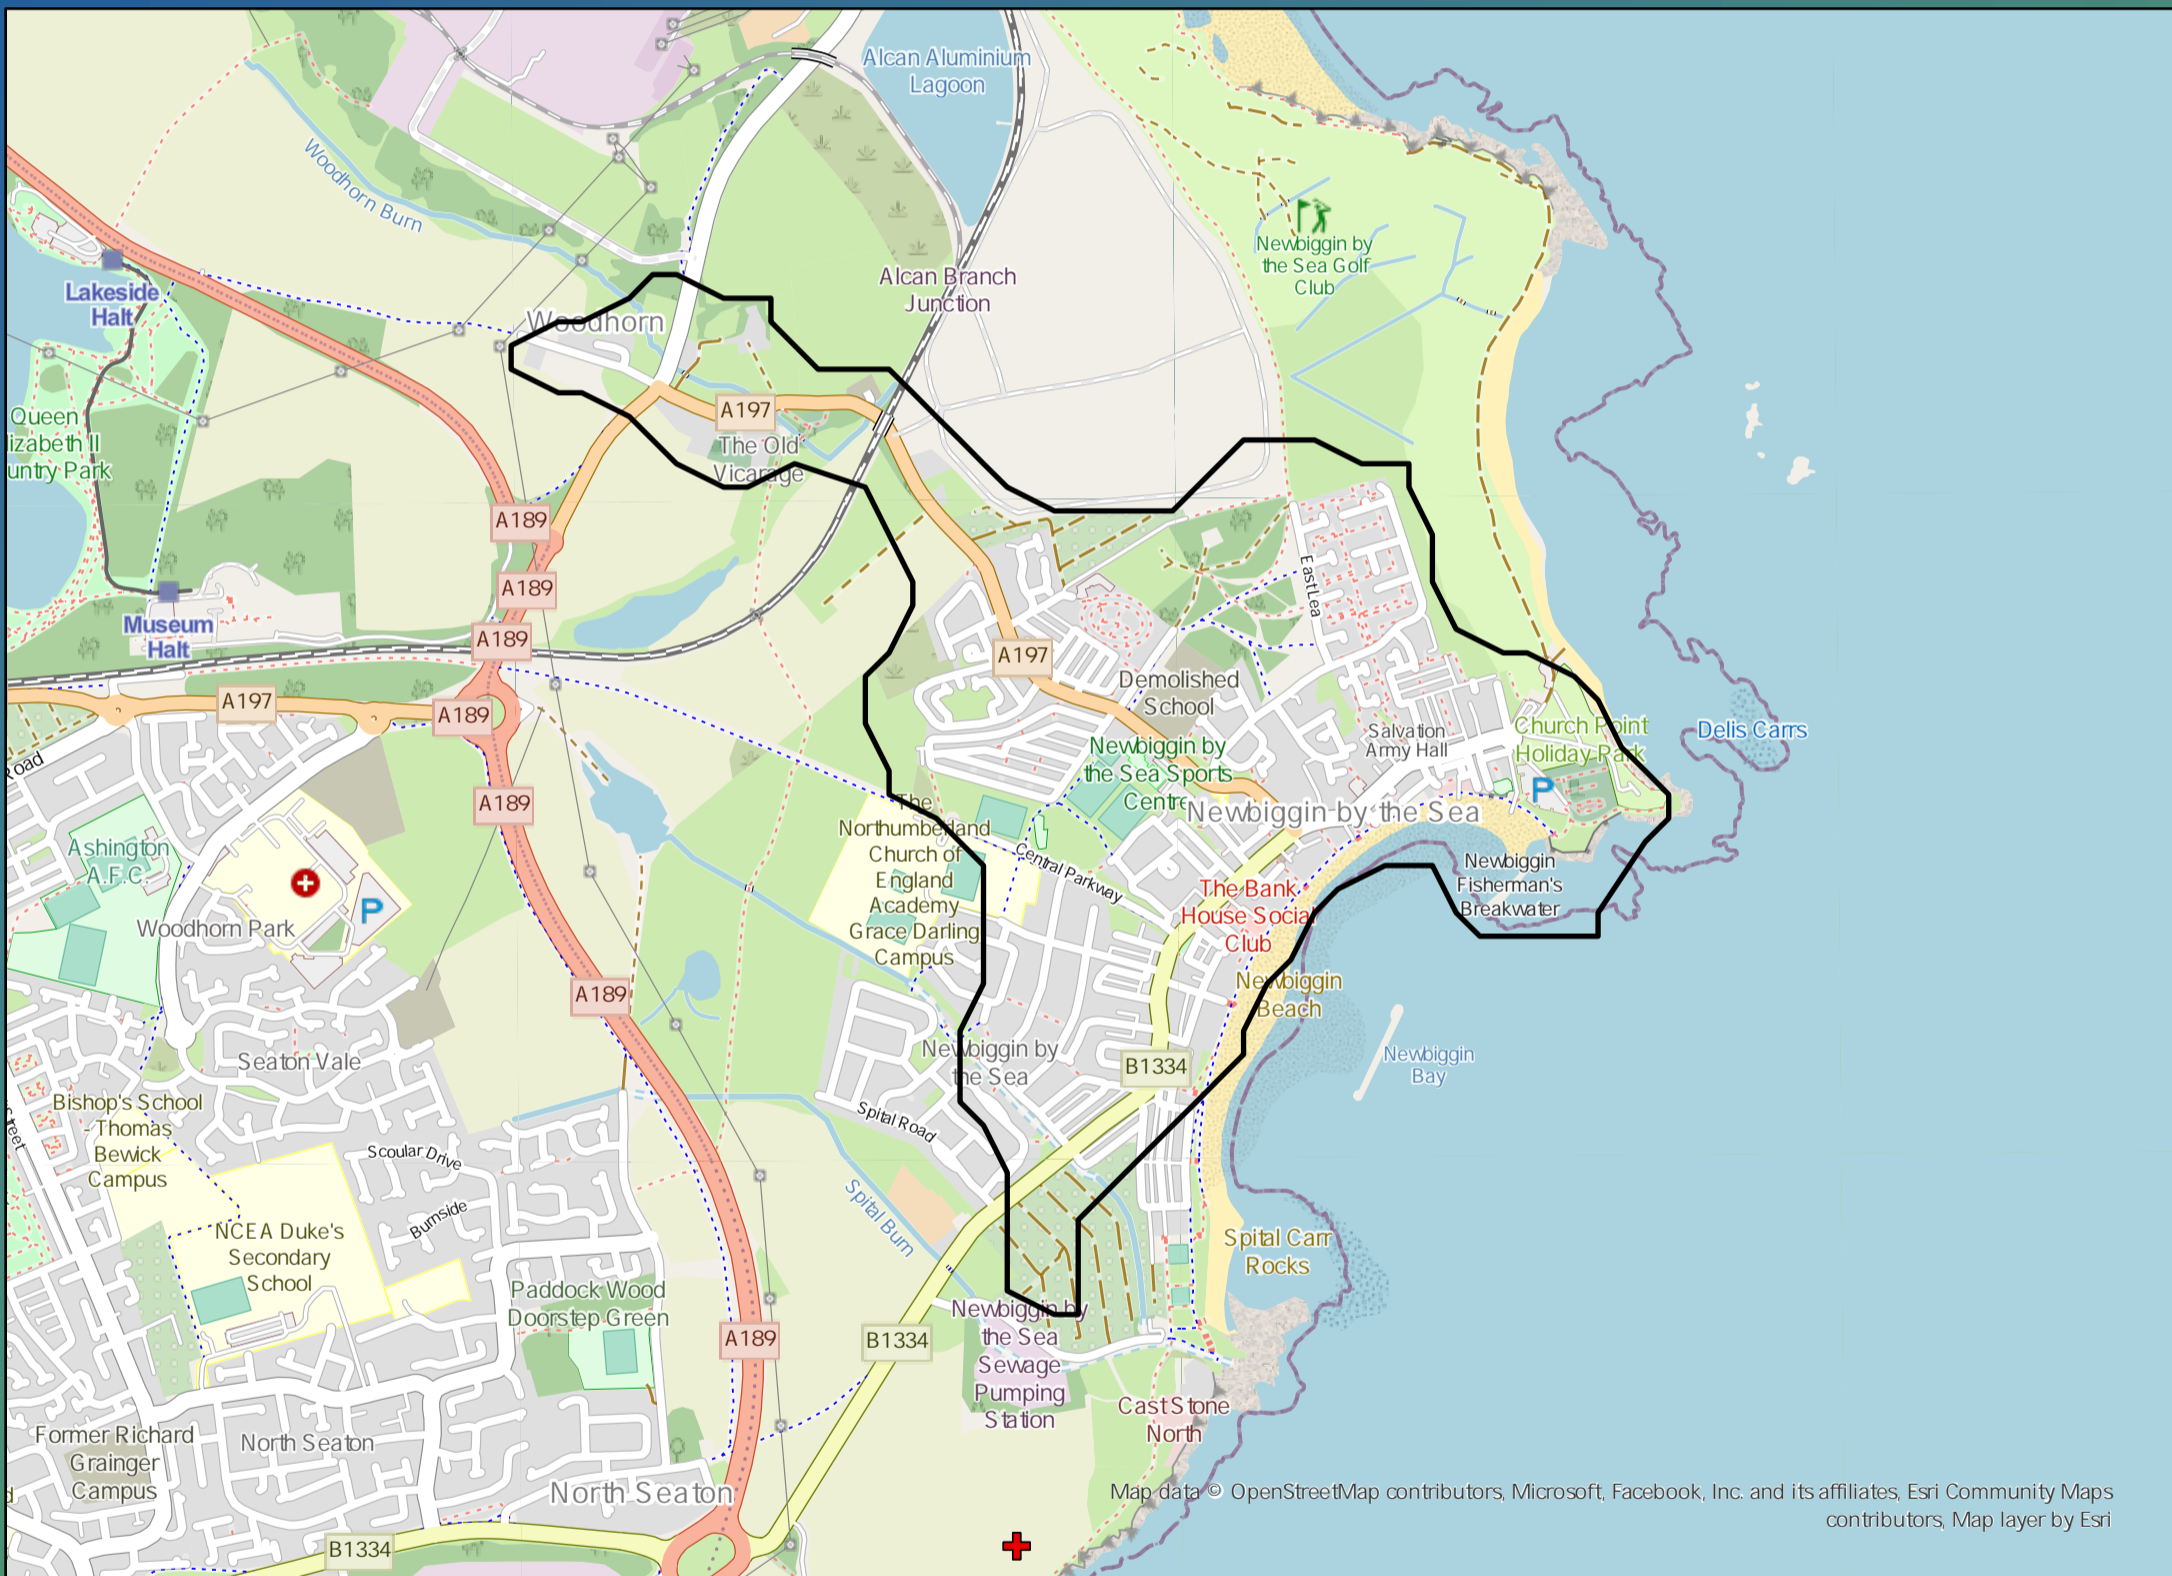 Alcan Aluminium
Lagoon
Woodhorn Burn
Newbiggin by
the Sea Golf
Club
Lakeside
Halt
Alcan Branch
Junction
Woodhorn
A197
Queen
lizabeth II
untry Park
The Old
Vicarage
A189
A189
East Lea
Museum
Halt
A189
A197
Demolished
School
A197
A189
Salvation
Army Hall
Church Point
Holiday Park
Delis Carrs
Road
Newbiggin by
the Sea Sports
Centre
P
A189
The
Northumberland
Church of
England
Academy
Grace Darling
Campus
Newbiggin-by the Sea
Ashington
A.F.C.
Central Parkway
Newbiggin
Fisherman's
Breakwater
P
The Bank
House Social
Club
Woodhorn Park
Newbiggin
Beach
A189
Seaton Vale
Newbiggin by
the Sea
B1334
Newbiggin
Bay
Bishop's School
- Thomas
Bewick
Campus
Spital Road
Scoular Drive
Burnside
Spital Burn
NCEA Duke's
Secondary
School
Spital Carr
Rocks
Paddock Wood
Doorstep Green
Newbiggin by
the Sea
Sewage
Pumping
Station
A189
B1334
Cast Stone
North
Former Richard
Grainger
Campus
North Seaton
North Seaton
Map data © OpenStreetMap contributors, Microsoft, Facebook, Inc. and its affiliates, Esri Community Maps
contributors, Map layer by Esri
B1334